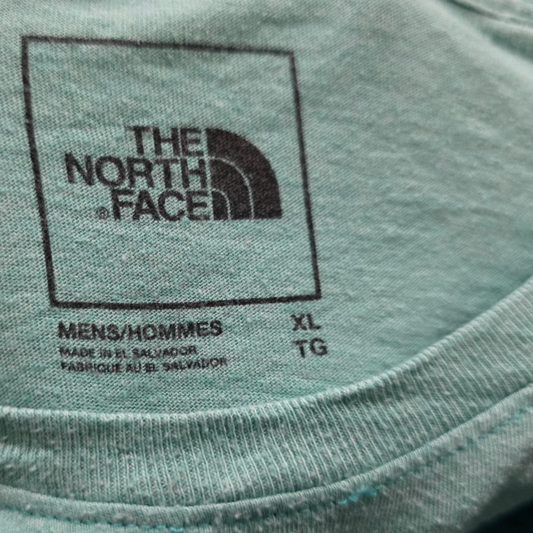 THE
NORTH
® FACE
MENS/HOMMES XL
MADE IN EL SALVADOR TG
FABRIQUE AU EL SALVADOR